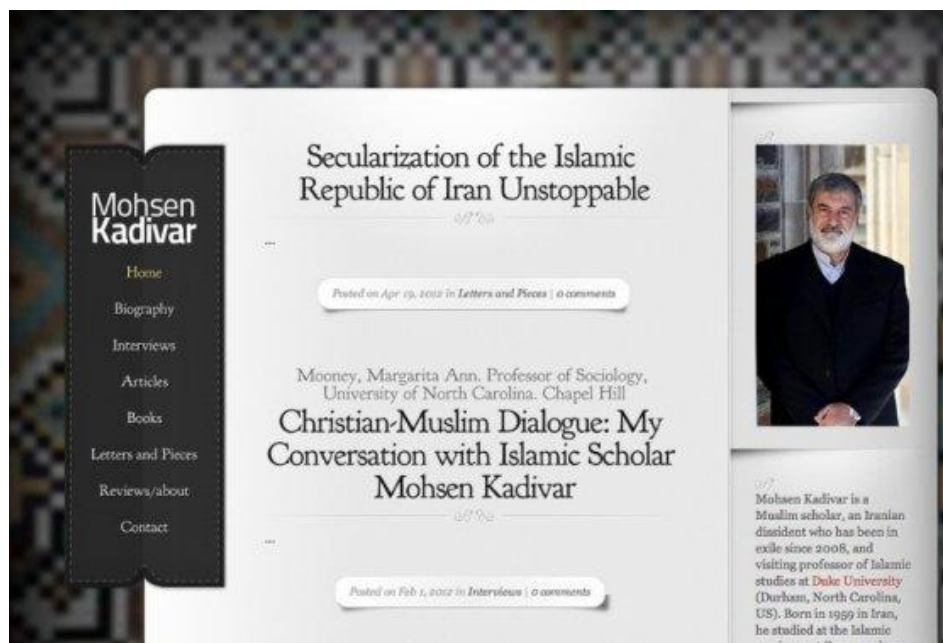 Mohsen
Kadivar
Home
Biography
Interviews
Articles
Books
Letters and Pieces
Reviews/about
Contact
Secularization of the Islamic
Republic of Iran Unstoppable
...
Posted on Apr 19, 2012 in Letters and Pieces | 0 comments
Mooney, Margarita Ann. Professor of Sociology,
University of North Carolina. Chapel Hill
Christian-Muslim Dialogue: My
Conversation with Islamic Scholar
Mohsen Kadivar
...
Posted on Feb 1, 2012 in Interviews | 0 comments
Mohsen Kadivar is a
Muslim scholar, an Iranian
dissident who has been in
exile since 2008, and
visiting professor of Islamic
studies at Duke University
(Durham, North Carolina,
US). Born in 1959 in Iran,
he studied at the Islamic